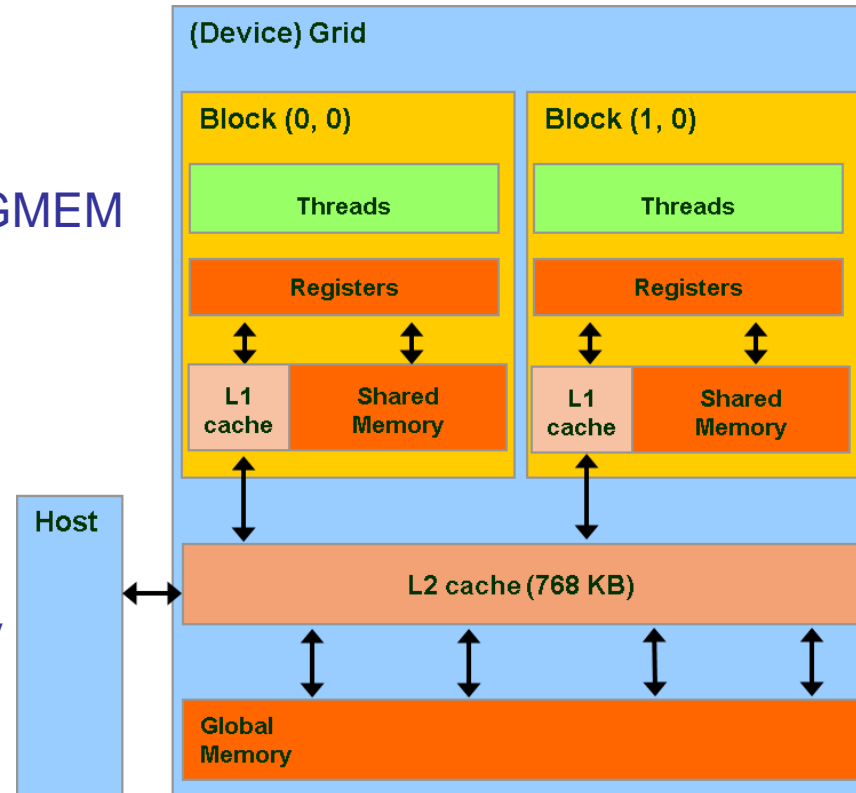 (Device) Grid
Block (0, 0)
Block (1, 0)
Threads
Threads
GMEM
Registers
Registers
L1
cache
Shared
Memory
L1
cache
Shared
Memory
Host
L2 cache (768 KB)
Global
Memory